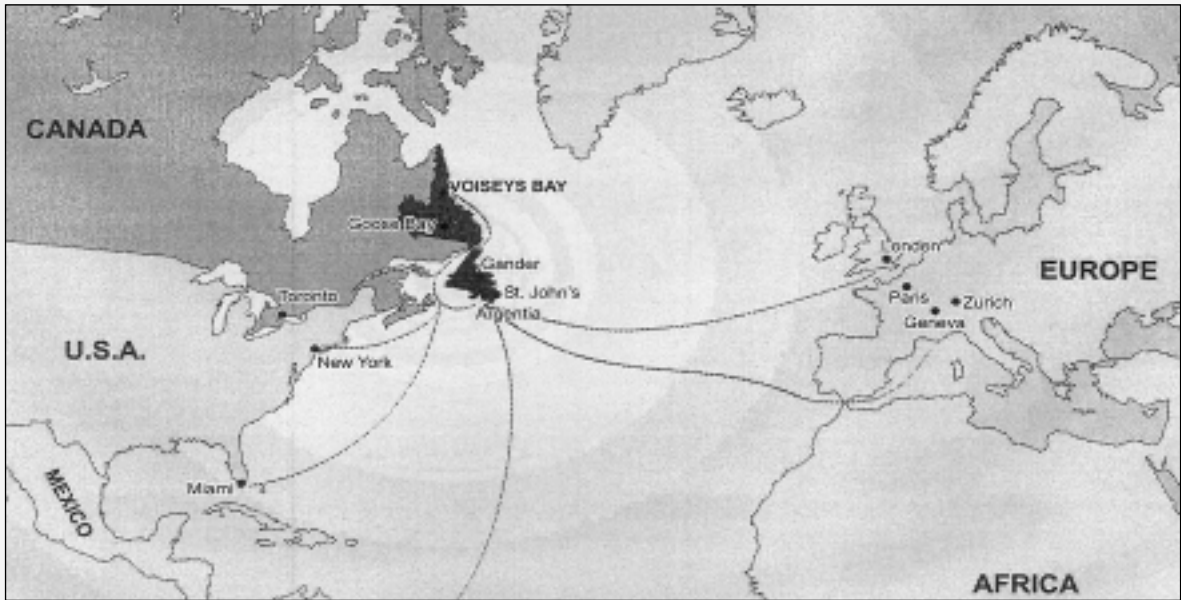 CANADA
VOISEYS BAY
Goose Bay
London
Gander
EUROPE
St. John's
Paris
Zurich
Toronto
Argentia
Geneva
U.S.A.
New York
Miami
MEXICO
AFRICA